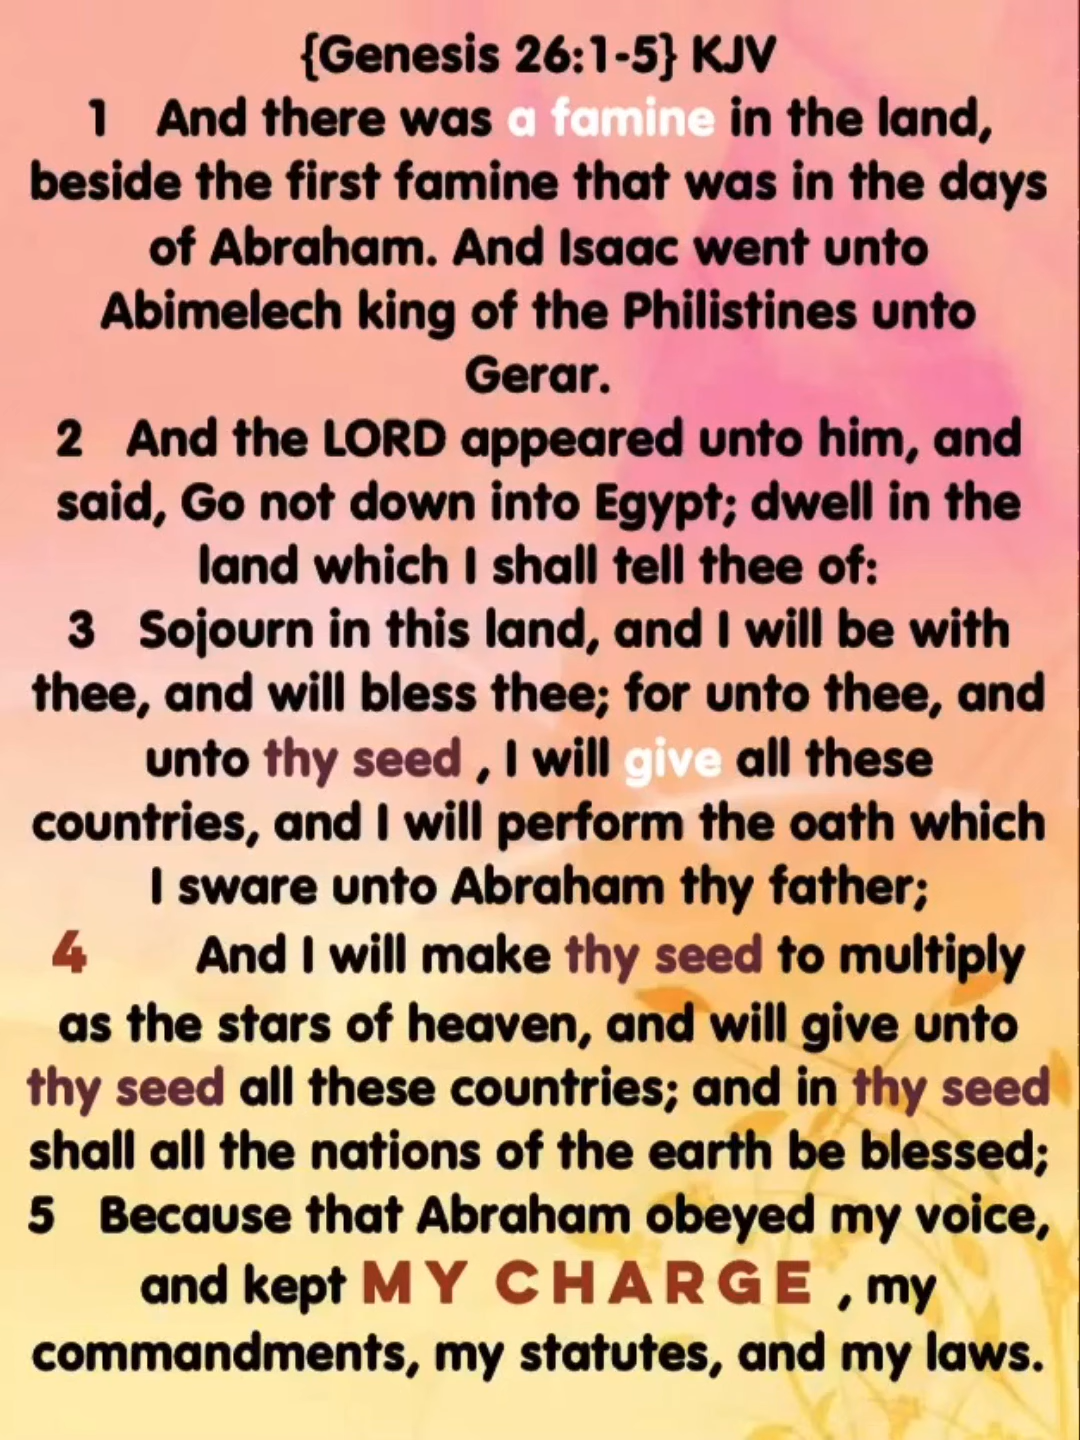 {Genesis 26:1-5} KJV
1 And there was a famine in the land,
beside the first famine that was in the days
of Abraham. And Isaac went unto
Abimelech king of the Philistines unto
Gerar.
2 And the LORD appeared unto him, and
said, Go not down into Egypt; dwell in the
land which I shall tell thee of:
3 Sojourn in this land, and I will be with
thee, and will bless thee; for unto thee, and
unto thy seed , I will give all these
countries, and I will perform the oath which
I sware unto Abraham thy father;
4 And I will make thy seed to multiply
as the stars of heaven, and will give unto
thy seed all these countries; and in thy seed
shall all the nations of the earth be blessed;
5 Because that Abraham obeyed my voice,
and kept MY CHARGE , my
commandments, my statutes, and my laws.